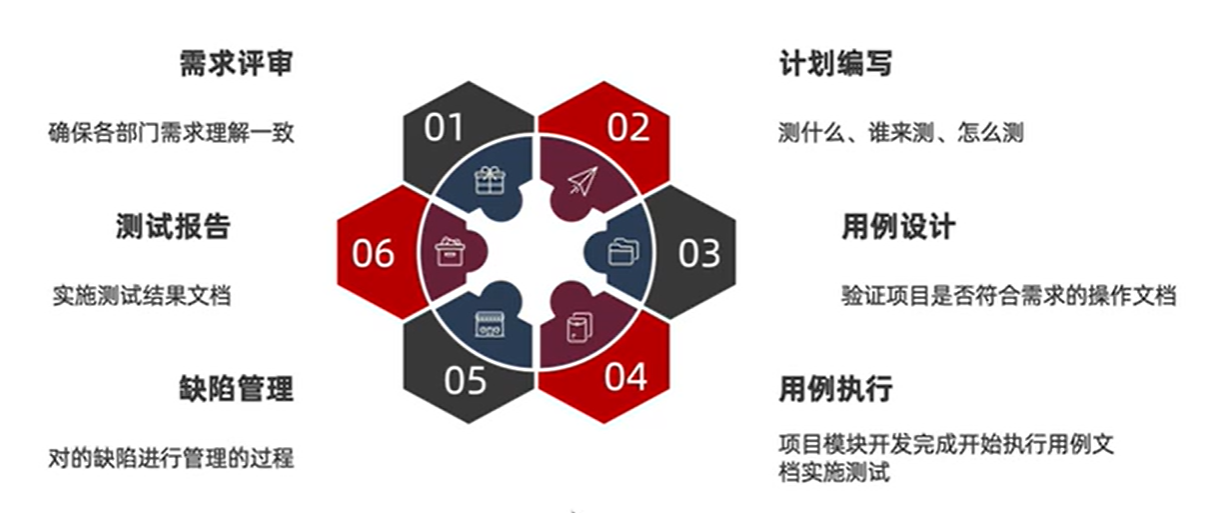 需求评审
确保各部门需求理解一致
01
02
计划编写
测什么、谁来测、怎么测
测试报告
实施测试结果文档
06
03
用例设计
验证项目是否符合需求的操作文档
缺陷管理
对的缺陷进行管理的过程
05
04
用例执行
项目模块开发完成开始执行用例文
档实施测试